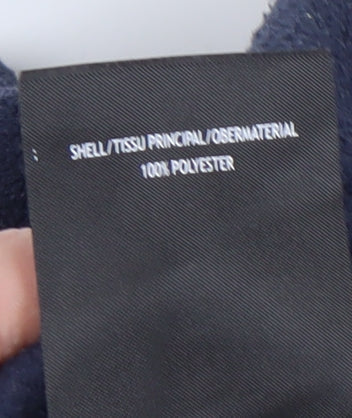 SHELL/TISSU PRINCIPAL/OBERMATERIAL
100% POLYESTER